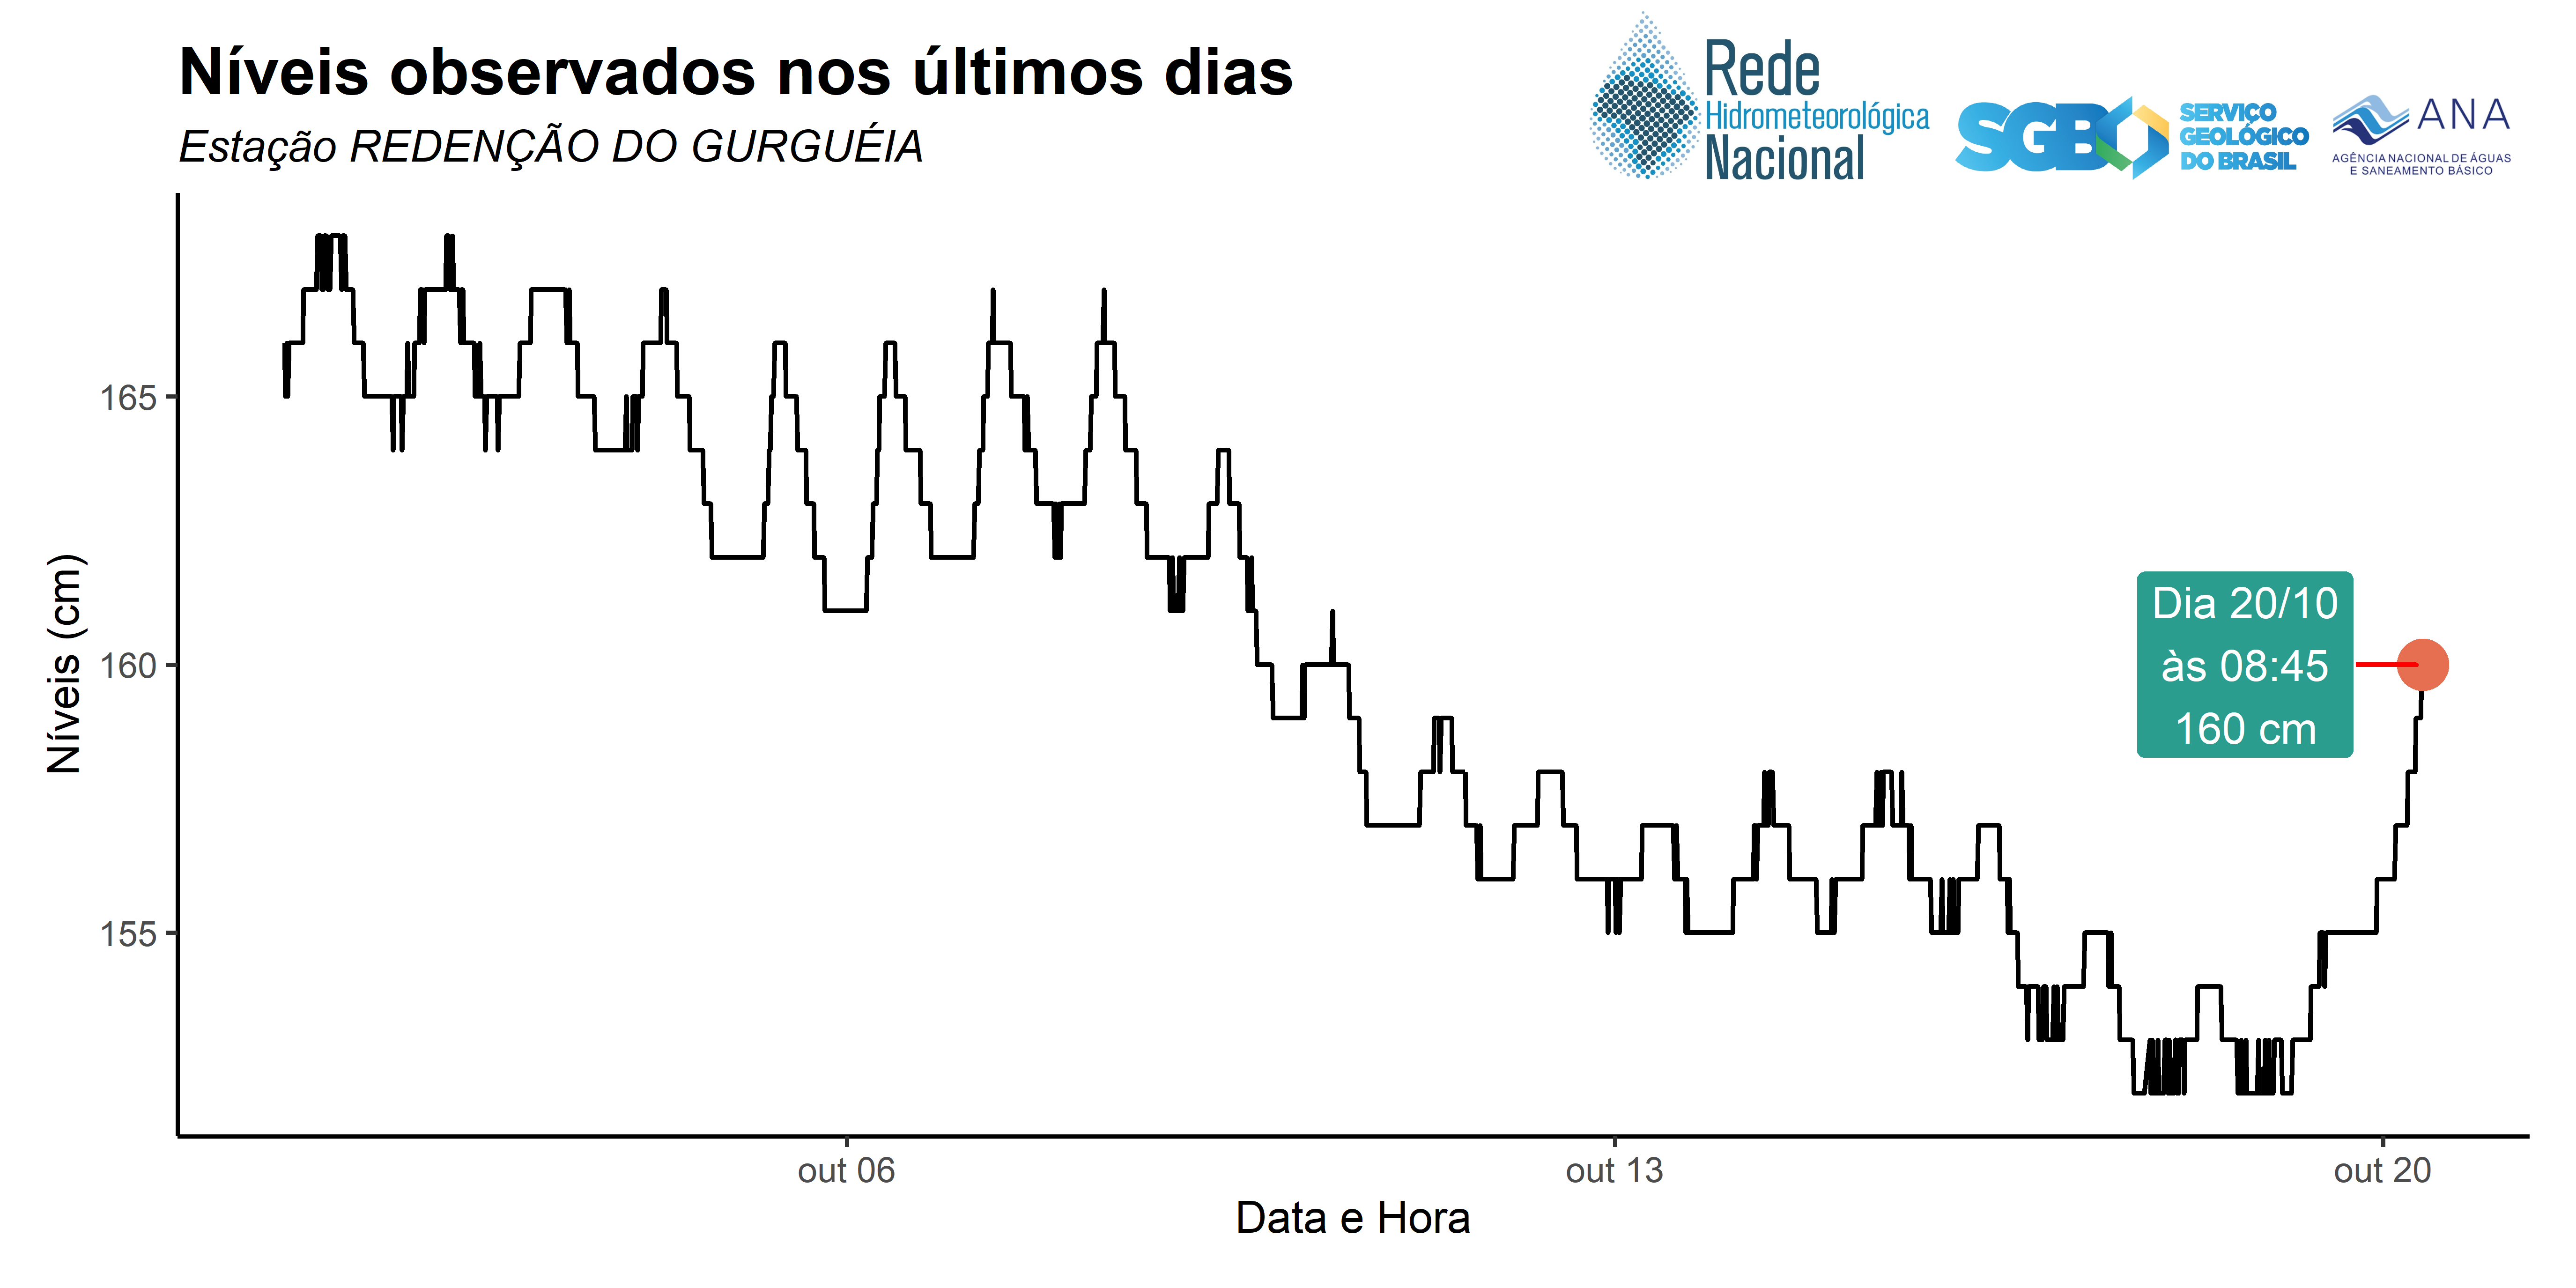 Níveis observados nos últimos dias
Estação REDENÇÃO DO GURGUÉIA
Rede
Hidrometeorológica
Nacional
SGB
SERVIÇO
GEOLÓGICO
DO BRASIL
ANA
AGÊNCIA NACIONAL DE ÁGUAS
E SANEAMENTO BÁSICO
Níveis (cm)
165
160
155
Dia 20/10
às 08:45
160 cm
out 06
out 13
out 20
Data e Hora